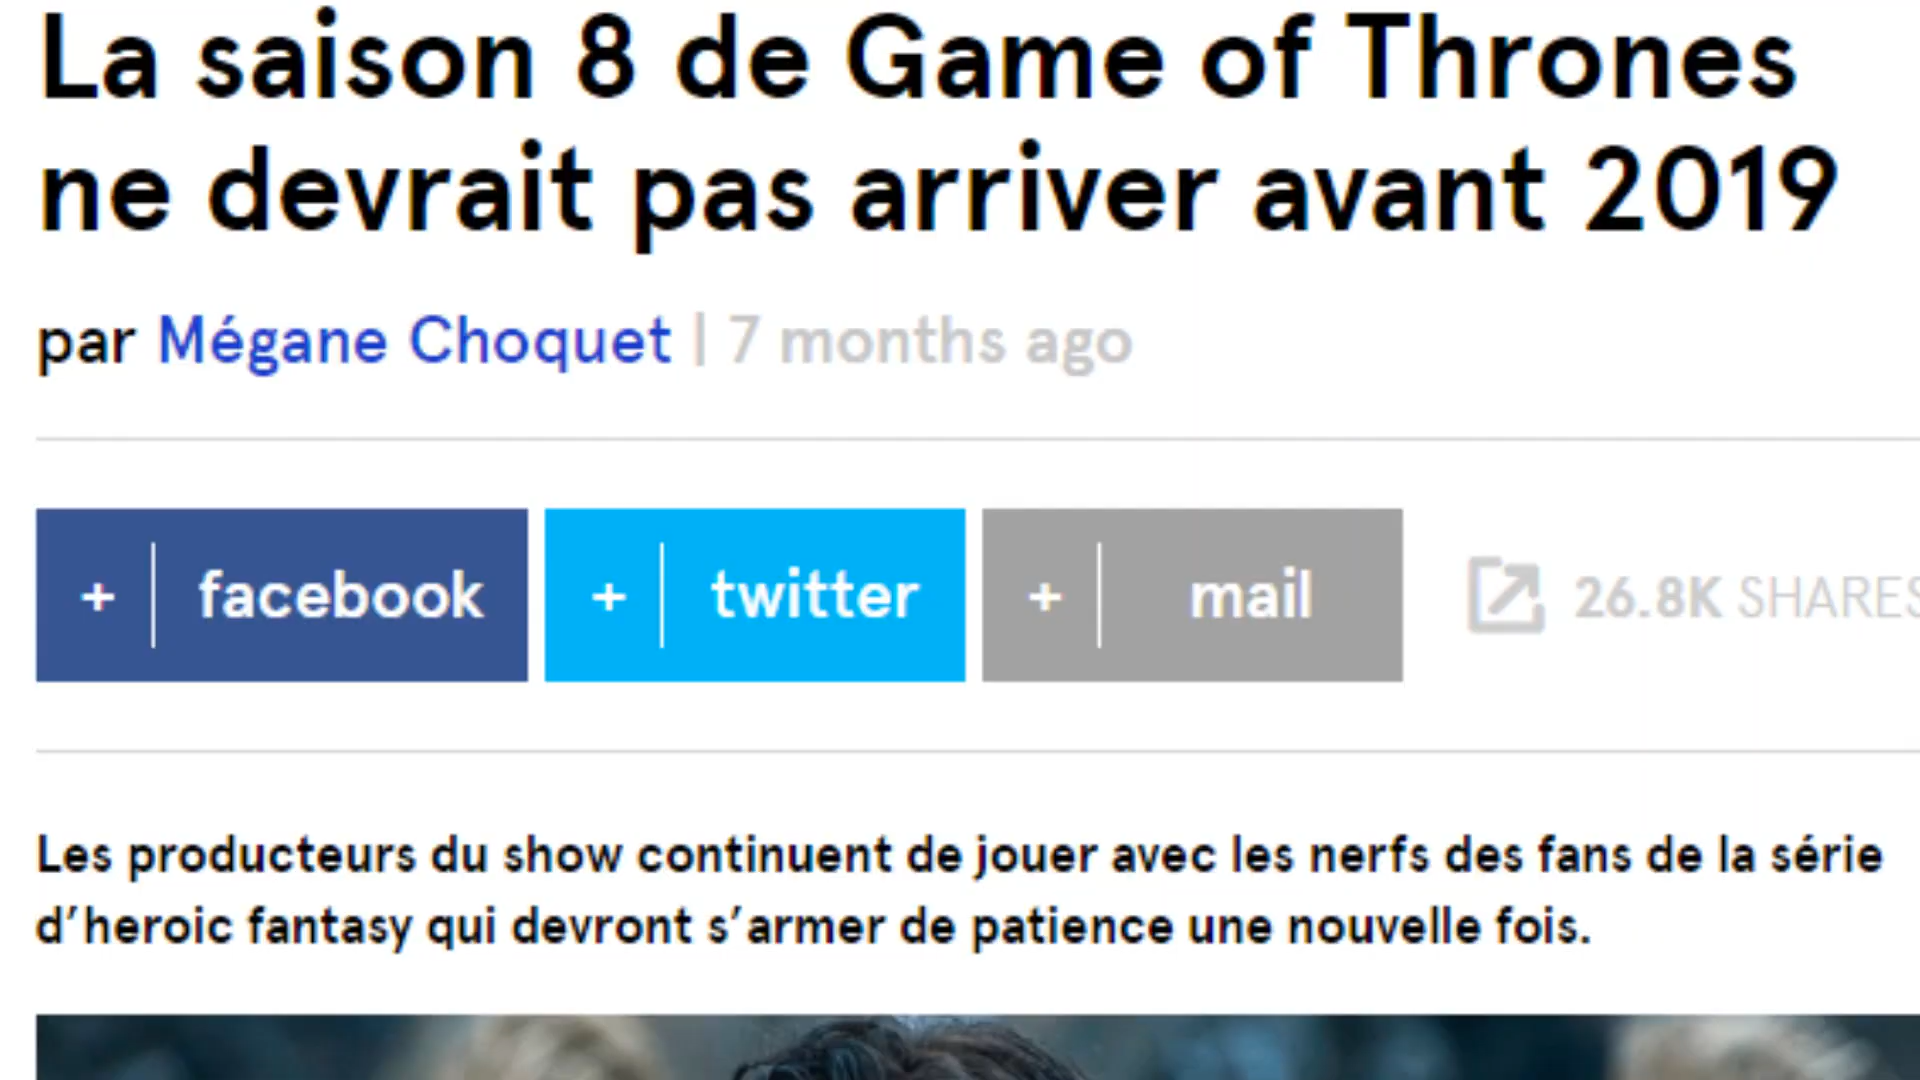 La saison 8 de Game of Thrones
ne devrait pas arriver avant 2019
par Mégane Choquet | 7 months ago
+ | facebook + | twitter + | mail 26.8K SHARES
Les producteurs du show continuent de jouer avec les nerfs des fans de la série
d’heroic fantasy qui devront s’armer de patience une nouvelle fois.